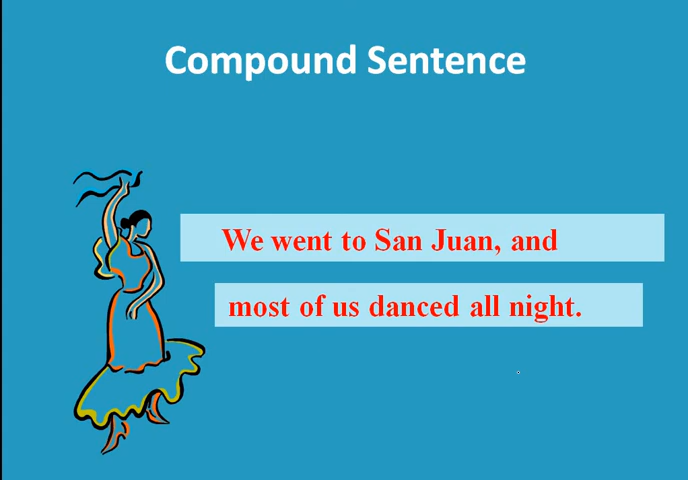 Compound Sentence
We went to San Juan, and
most of us danced all night.